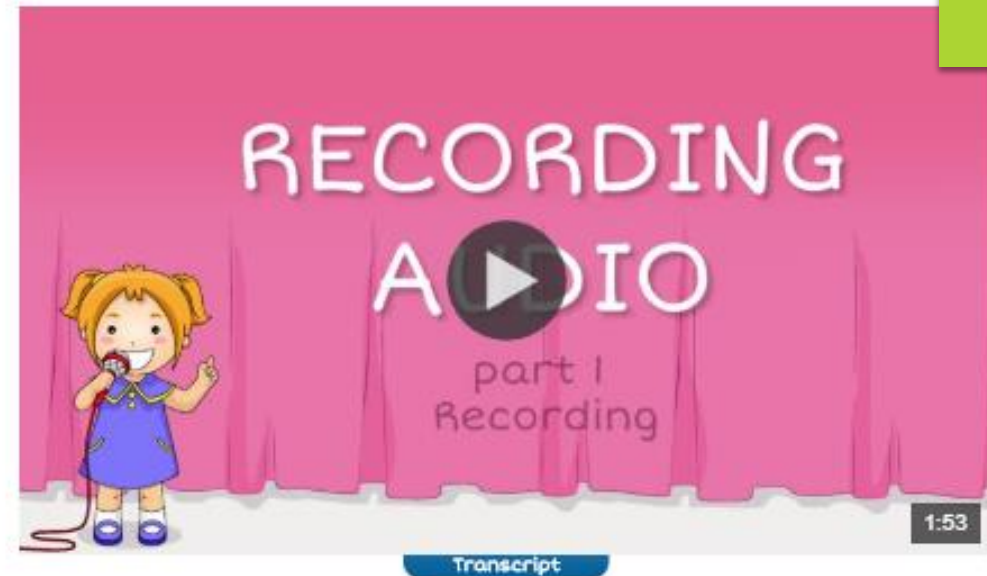 RECORDING
AUDIO
part 1
Recording
1:53
Transcript